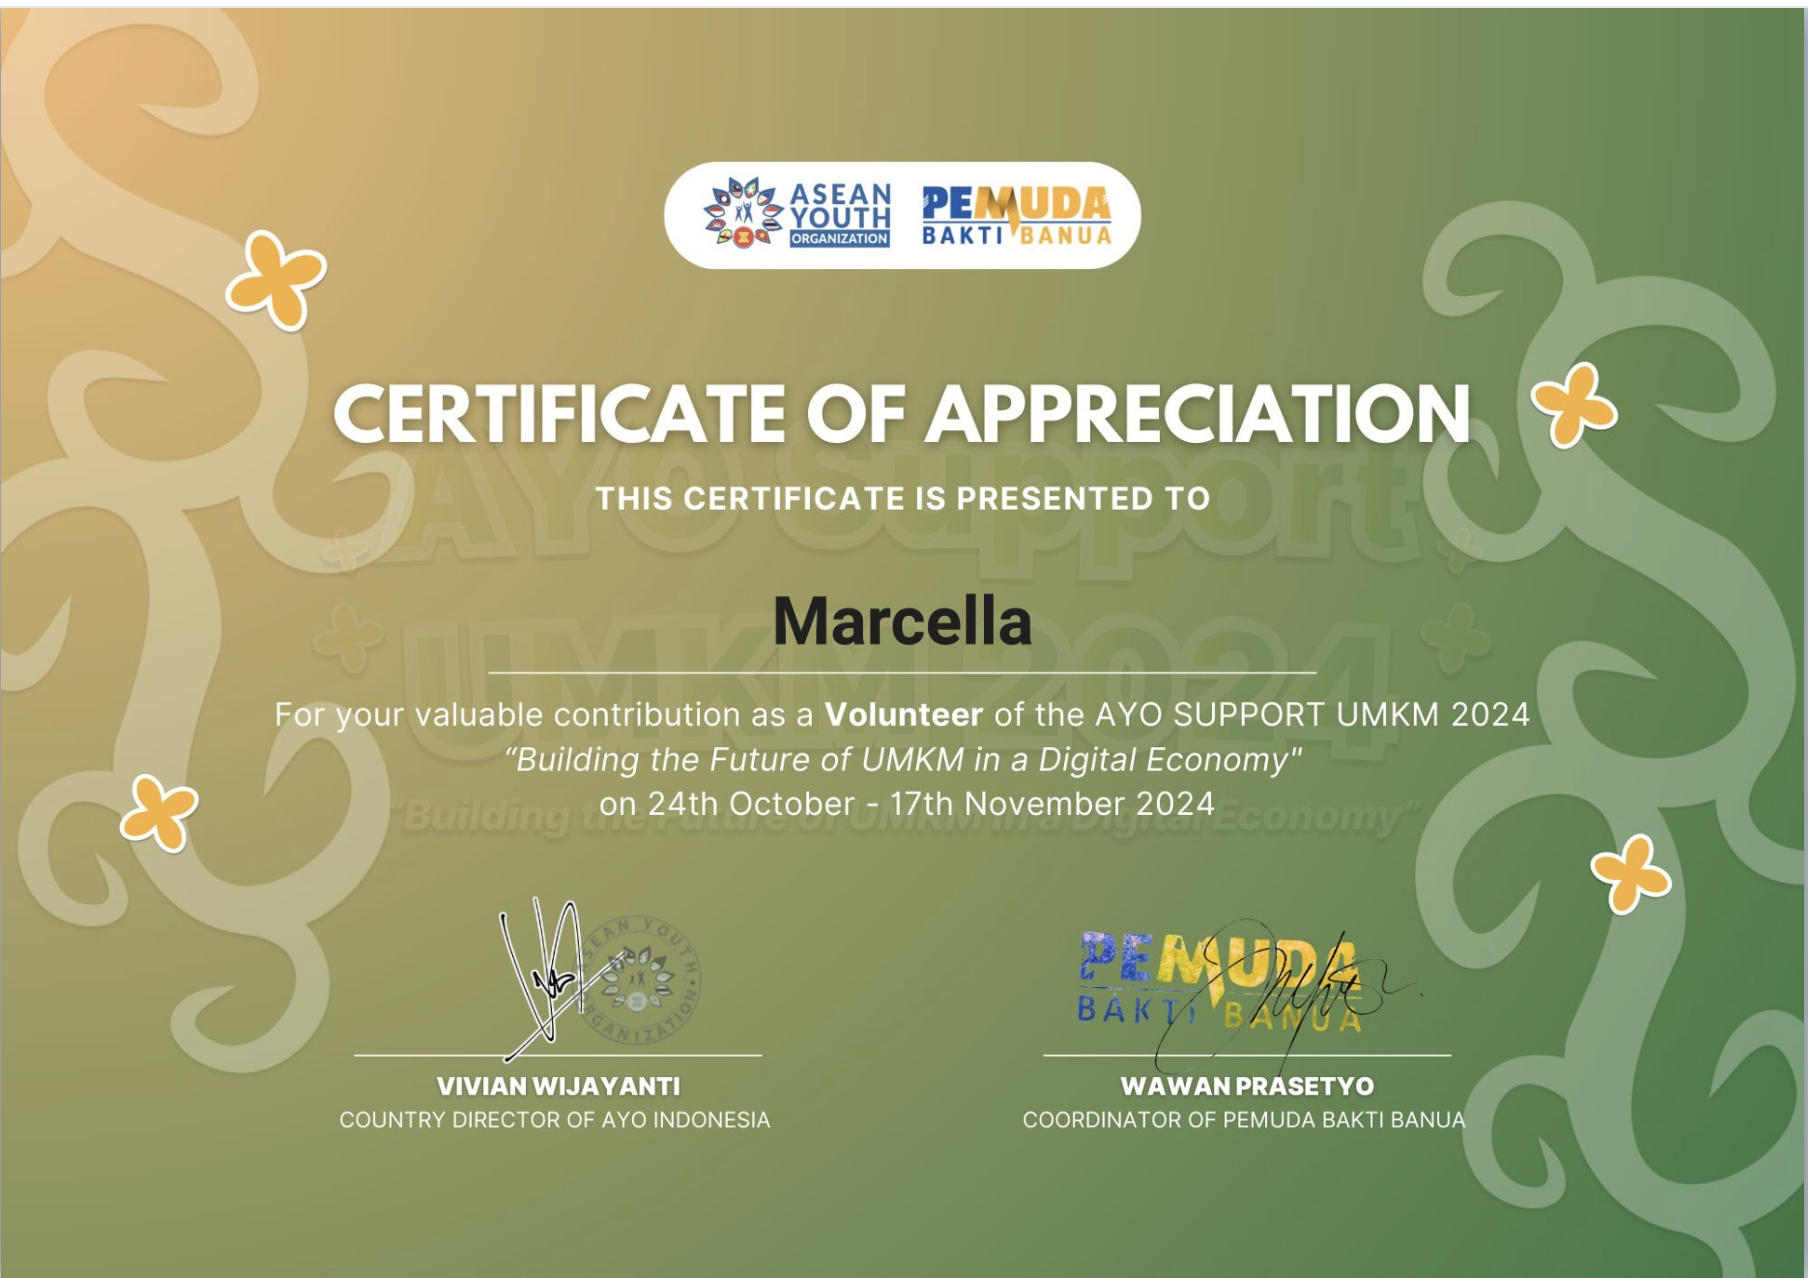 ASEAN
YOUTH
ORGANIZATION
PEMUDA
BAKTI BANUA
CERTIFICATE OF APPRECIATION
THIS CERTIFICATE IS PRESENTED TO
AYO Support
UMKM 2024
Marcella
For your valuable contribution as a Volunteer of the AYO SUPPORT UMKM 2024
“Building the Future of UMKM in a Digital Economy"
on 24th October - 17th November 2024
“Building the Future of UMKM in a Digital Economy”
ASEAN YOUTH ORGANIZATION
PEMUDA
BAKTI BANUA
VIVIAN WIJAYANTI
COUNTRY DIRECTOR OF AYO INDONESIA
WAWAN PRASETYO
COORDINATOR OF PEMUDA BAKTI BANUA